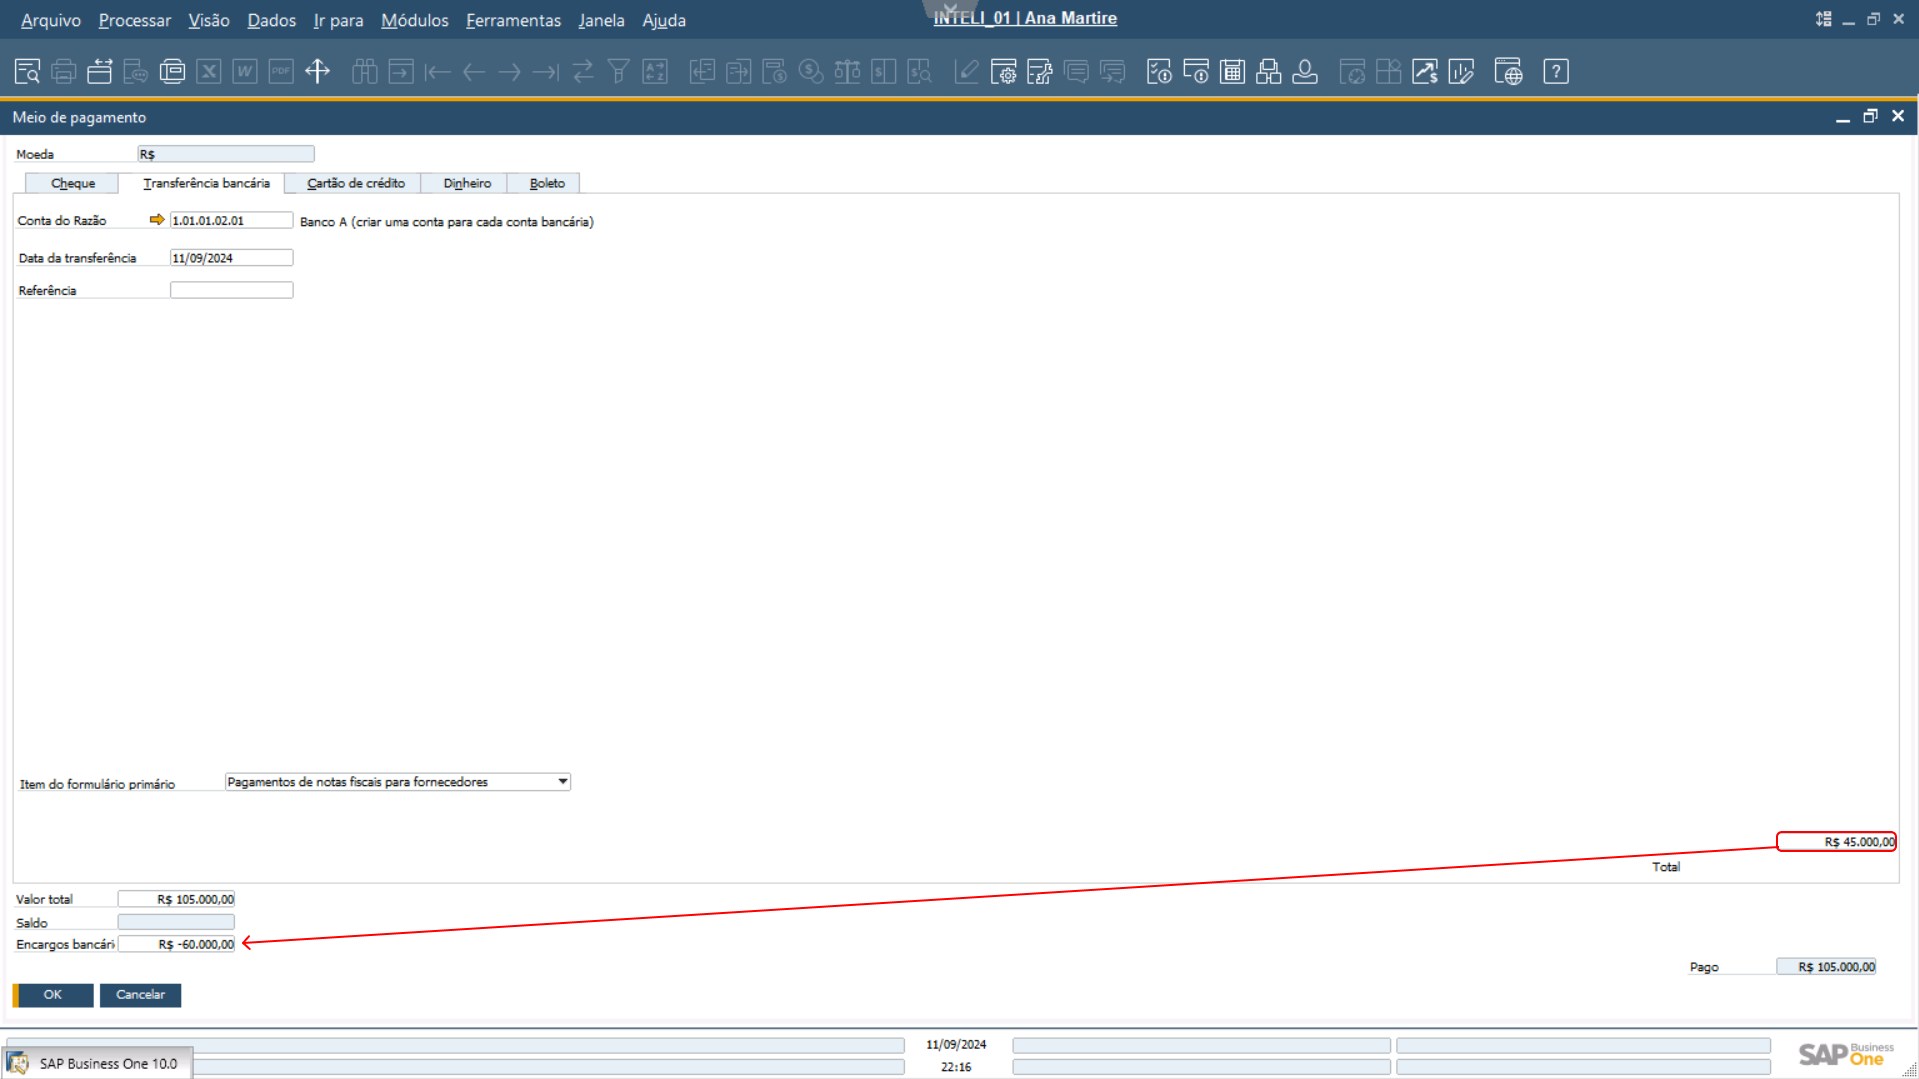 Arquivo Processar Visão Dados Ir para Módulos Ferramentas Janela Ajuda
INTELI_01 | Ana Martire
Meio de pagamento
Moeda R$
Cheque Transferência bancária Cartão de crédito Dinheiro Boleto
Conta do Razão 1.01.01.02.01 Banco A (criar uma conta para cada conta bancária)
Data da transferência 11/09/2024
Referência
Item do formulário primário Pagamentos de notas fiscais para fornecedores
R$ 45.000,00
Total
Valor total R$ 105.000,00
Saldo
Encargos bancári R$ -60.000,00
Pago R$ 105.000,00
OK Cancelar
11/09/2024
22:16
SAP Business One 10.0
SAP Business One